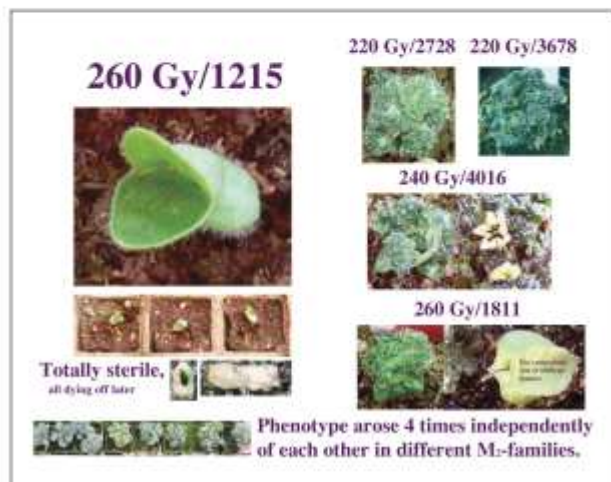 260 Gy/1215
220 Gy/2728 220 Gy/3678
240 Gy/4016
260 Gy/1811
Totally sterile,
all dying off later
Phenotype arose 4 times independently
of each other in different M₂-families.